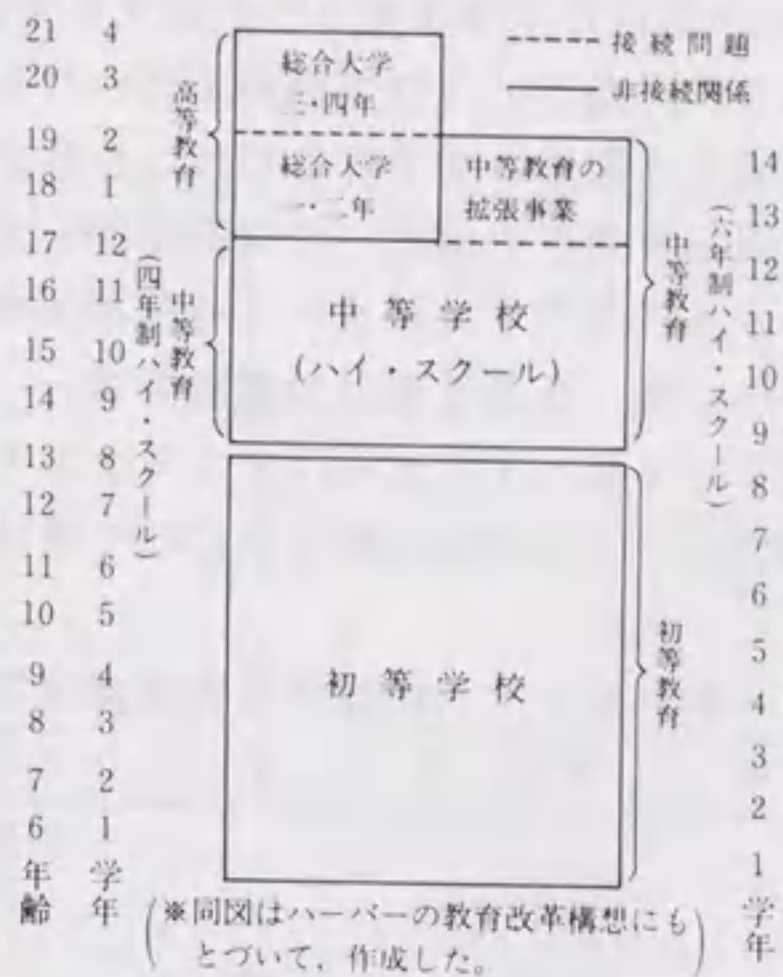 21 4
20 3
19 2
18 1
17 12
16 11
15 10
14 9
13 8
12 7
11 6
10 5
9 4
8 3
7 2
6 1
年齢
学年
高等教育
中等教育
(四年制ハイ・スクール)
総合大学
三・四年
総合大学
一・二年
中等教育の
拡張事業
中等学校
(ハイ・スクール)
初等学校
接続問題
非接続関係
中等教育
(六年制ハイ・スクール)
初等教育
14
13
12
11
10
9
8
7
6
5
4
3
2
1
学年
(※同図はハーバーの教育改革構想にも
とづいて、作成した。)